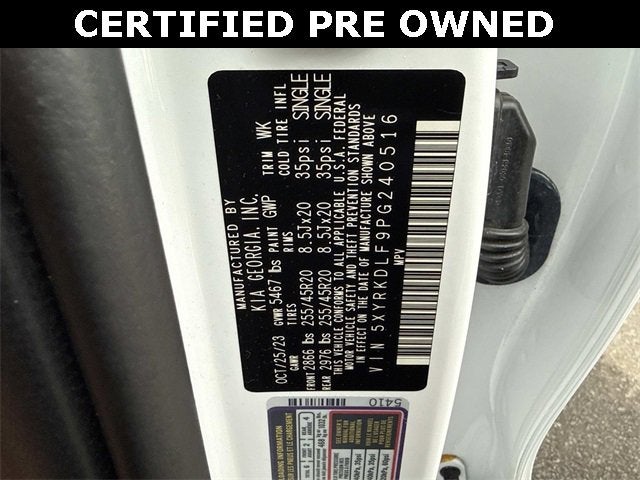 CERTIFIED PRE OWNED
MANUFACTURED BY
KIA GEORGIA, INC.
OCT/25/23 GVWR 5467 lbs PAINT GWP TRIM WK
GAWR TIRES RIMS COLD TIRE INFL
FRONT 2866 lbs 255/45R20 8.5Jx20 35psi SINGLE
REAR 2976 lbs 255/45R20 8.5Jx20 35psi SINGLE
THIS VEHICLE CONFORMS TO ALL APPLICABLE U.S.A. FEDERAL
MOTOR VEHICLE SAFETY AND THEFT PREVENTION STANDARDS
IN EFFECT ON THE DATE OF MANUFACTURE SHOWN ABOVE
VIN 5XYRKDLF9PG240516
MPV
5410